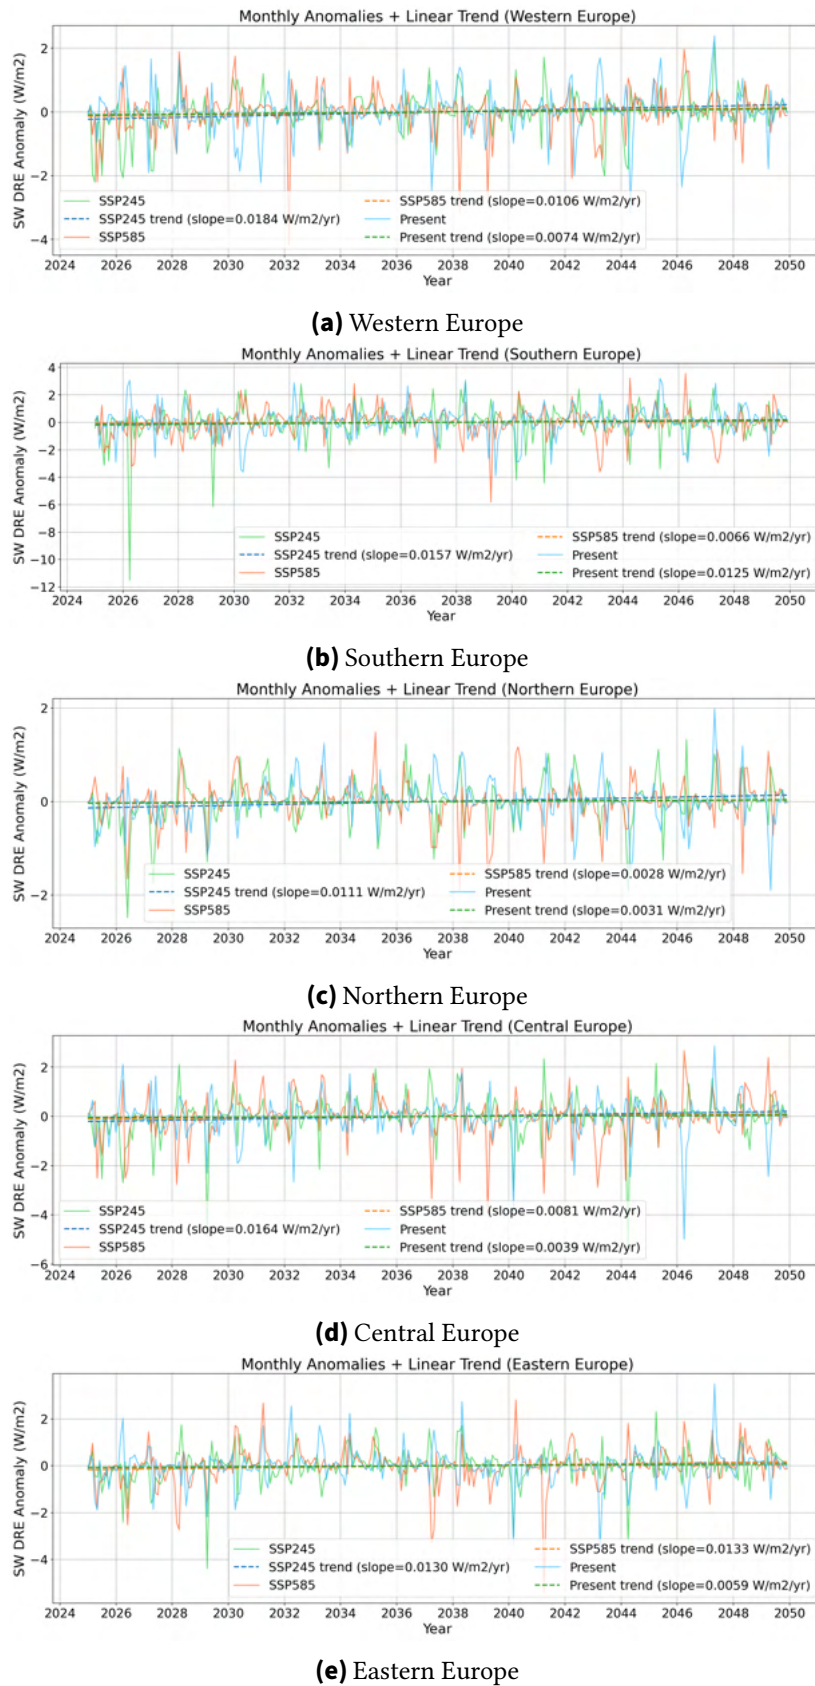 Monthly Anomalies + Linear Trend (Western Europe)
SW DRE Anomaly (W/m2)
2
0
−2
−4
SSP245
SSP245 trend (slope=0.0184 W/m2/yr)
SSP585
SSP585 trend (slope=0.0106 W/m2/yr)
Present
Present trend (slope=0.0074 W/m2/yr)
2024 2026 2028 2030 2032 2034 2036 2038 2040 2042 2044 2046 2048 2050
Year
(a) Western Europe
Monthly Anomalies + Linear Trend (Southern Europe)
SW DRE Anomaly (W/m2)
4
2
0
−2
−4
−6
−8
−10
−12
SSP245
SSP245 trend (slope=0.0157 W/m2/yr)
SSP585
SSP585 trend (slope=0.0066 W/m2/yr)
Present
Present trend (slope=0.0125 W/m2/yr)
2024 2026 2028 2030 2032 2034 2036 2038 2040 2042 2044 2046 2048 2050
Year
(b) Southern Europe
Monthly Anomalies + Linear Trend (Northern Europe)
SW DRE Anomaly (W/m2)
2
0
−2
SSP245
SSP245 trend (slope=0.0111 W/m2/yr)
SSP585
SSP585 trend (slope=0.0028 W/m2/yr)
Present
Present trend (slope=0.0031 W/m2/yr)
2024 2026 2028 2030 2032 2034 2036 2038 2040 2042 2044 2046 2048 2050
Year
(c) Northern Europe
Monthly Anomalies + Linear Trend (Central Europe)
SW DRE Anomaly (W/m2)
2
0
−2
−4
−6
SSP245
SSP245 trend (slope=0.0164 W/m2/yr)
SSP585
SSP585 trend (slope=0.0081 W/m2/yr)
Present
Present trend (slope=0.0039 W/m2/yr)
2024 2026 2028 2030 2032 2034 2036 2038 2040 2042 2044 2046 2048 2050
Year
(d) Central Europe
Monthly Anomalies + Linear Trend (Eastern Europe)
SW DRE Anomaly (W/m2)
2
0
−2
−4
SSP245
SSP245 trend (slope=0.0130 W/m2/yr)
SSP585
SSP585 trend (slope=0.0133 W/m2/yr)
Present
Present trend (slope=0.0059 W/m2/yr)
2024 2026 2028 2030 2032 2034 2036 2038 2040 2042 2044 2046 2048 2050
Year
(e) Eastern Europe